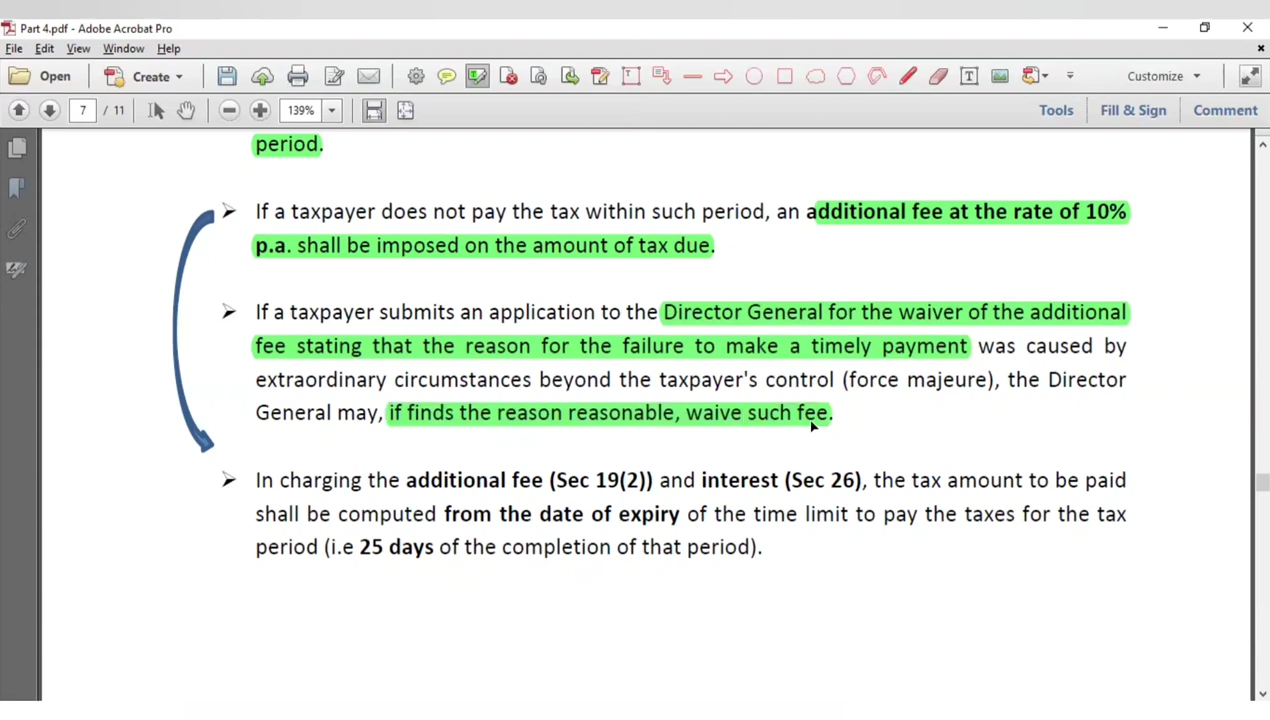 Part 4.pdf - Adobe Acrobat Pro
File Edit View Window Help
Open Create Customize
7 / 11 139% Tools Fill & Sign Comment
period.
If a taxpayer does not pay the tax within such period, an additional fee at the rate of 10%
p.a. shall be imposed on the amount of tax due.
If a taxpayer submits an application to the Director General for the waiver of the additional
fee stating that the reason for the failure to make a timely payment was caused by
extraordinary circumstances beyond the taxpayer's control (force majeure), the Director
General may, if finds the reason reasonable, waive such fee.
In charging the additional fee (Sec 19(2)) and interest (Sec 26), the tax amount to be paid
shall be computed from the date of expiry of the time limit to pay the taxes for the tax
period (i.e 25 days of the completion of that period).